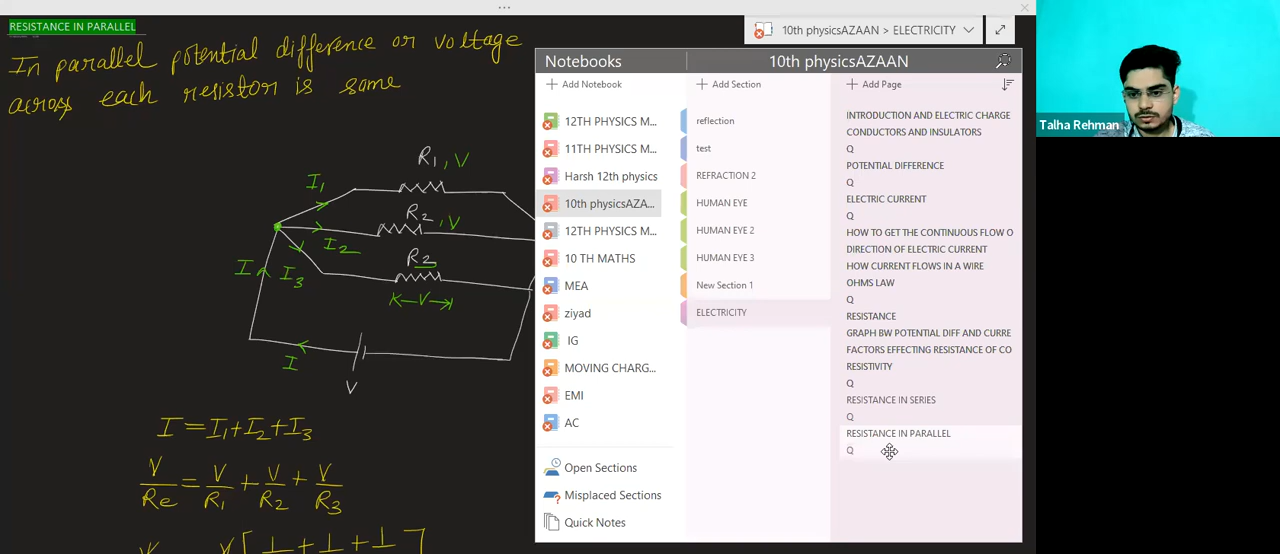 RESISTANCE IN PARALLEL
In parallel potential difference or voltage
across each resistor is same
R1, V
I1
R2, V
I2
I
I3
R2
K—V→
I
V
I = I1+I2+I3
V/Re = V/R1 + V/R2 + V/R3
10th physicsAZAAN > ELECTRICITY
Notebooks
10th physicsAZAAN
+ Add Notebook
+ Add Section
+ Add Page
12TH PHYSICS M...
11TH PHYSICS M...
Harsh 12th physics
10th physicsAZA...
12TH PHYSICS M...
10 TH MATHS
MEA
ziyad
IG
MOVING CHARG...
EMI
AC
Open Sections
Misplaced Sections
Quick Notes
reflection
test
REFRACTION 2
HUMAN EYE
HUMAN EYE 2
HUMAN EYE 3
New Section 1
ELECTRICITY
INTRODUCTION AND ELECTRIC CHARGE
CONDUCTORS AND INSULATORS
Q
POTENTIAL DIFFERENCE
Q
ELECTRIC CURRENT
Q
HOW TO GET THE CONTINUOUS FLOW O
DIRECTION OF ELECTRIC CURRENT
HOW CURRENT FLOWS IN A WIRE
OHMS LAW
Q
RESISTANCE
GRAPH BW POTENTIAL DIFF AND CURRE
FACTORS EFFECTING RESISTANCE OF CO
RESISTIVITY
Q
RESISTANCE IN SERIES
Q
RESISTANCE IN PARALLEL
Q
Talha Rehman